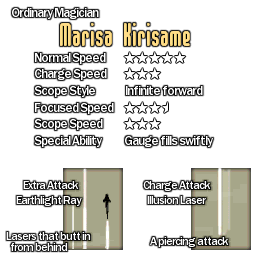 Ordinary Magician
Marisa Kirisame
Normal Speed ☆☆☆☆☆
Charge Speed ☆☆☆
Scope Style Infinite forward
Focused Speed ☆☆☆⯨
Scope Speed ☆☆☆
Special Ability Gauge fills swiftly
Extra Attack
Earthlight Ray
Lasers that butt in
from behind
Charge Attack
Illusion Laser
A piercing attack